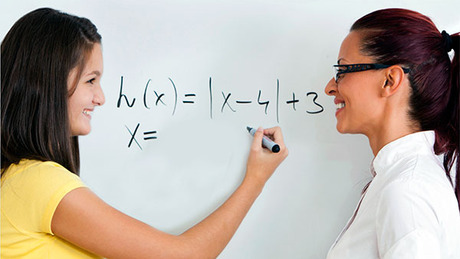 h(x) = |x-4|+3
x=